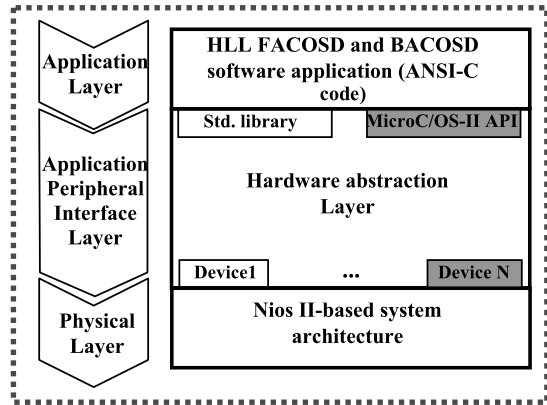 Application
Layer
HLL FACOSD and BACOSD
software application (ANSI-C
code)
Std. library
MicroC/OS-II API
Application
Peripheral
Interface
Layer
Hardware abstraction
Layer
Device1
...
Device N
Physical
Layer
Nios II-based system
architecture